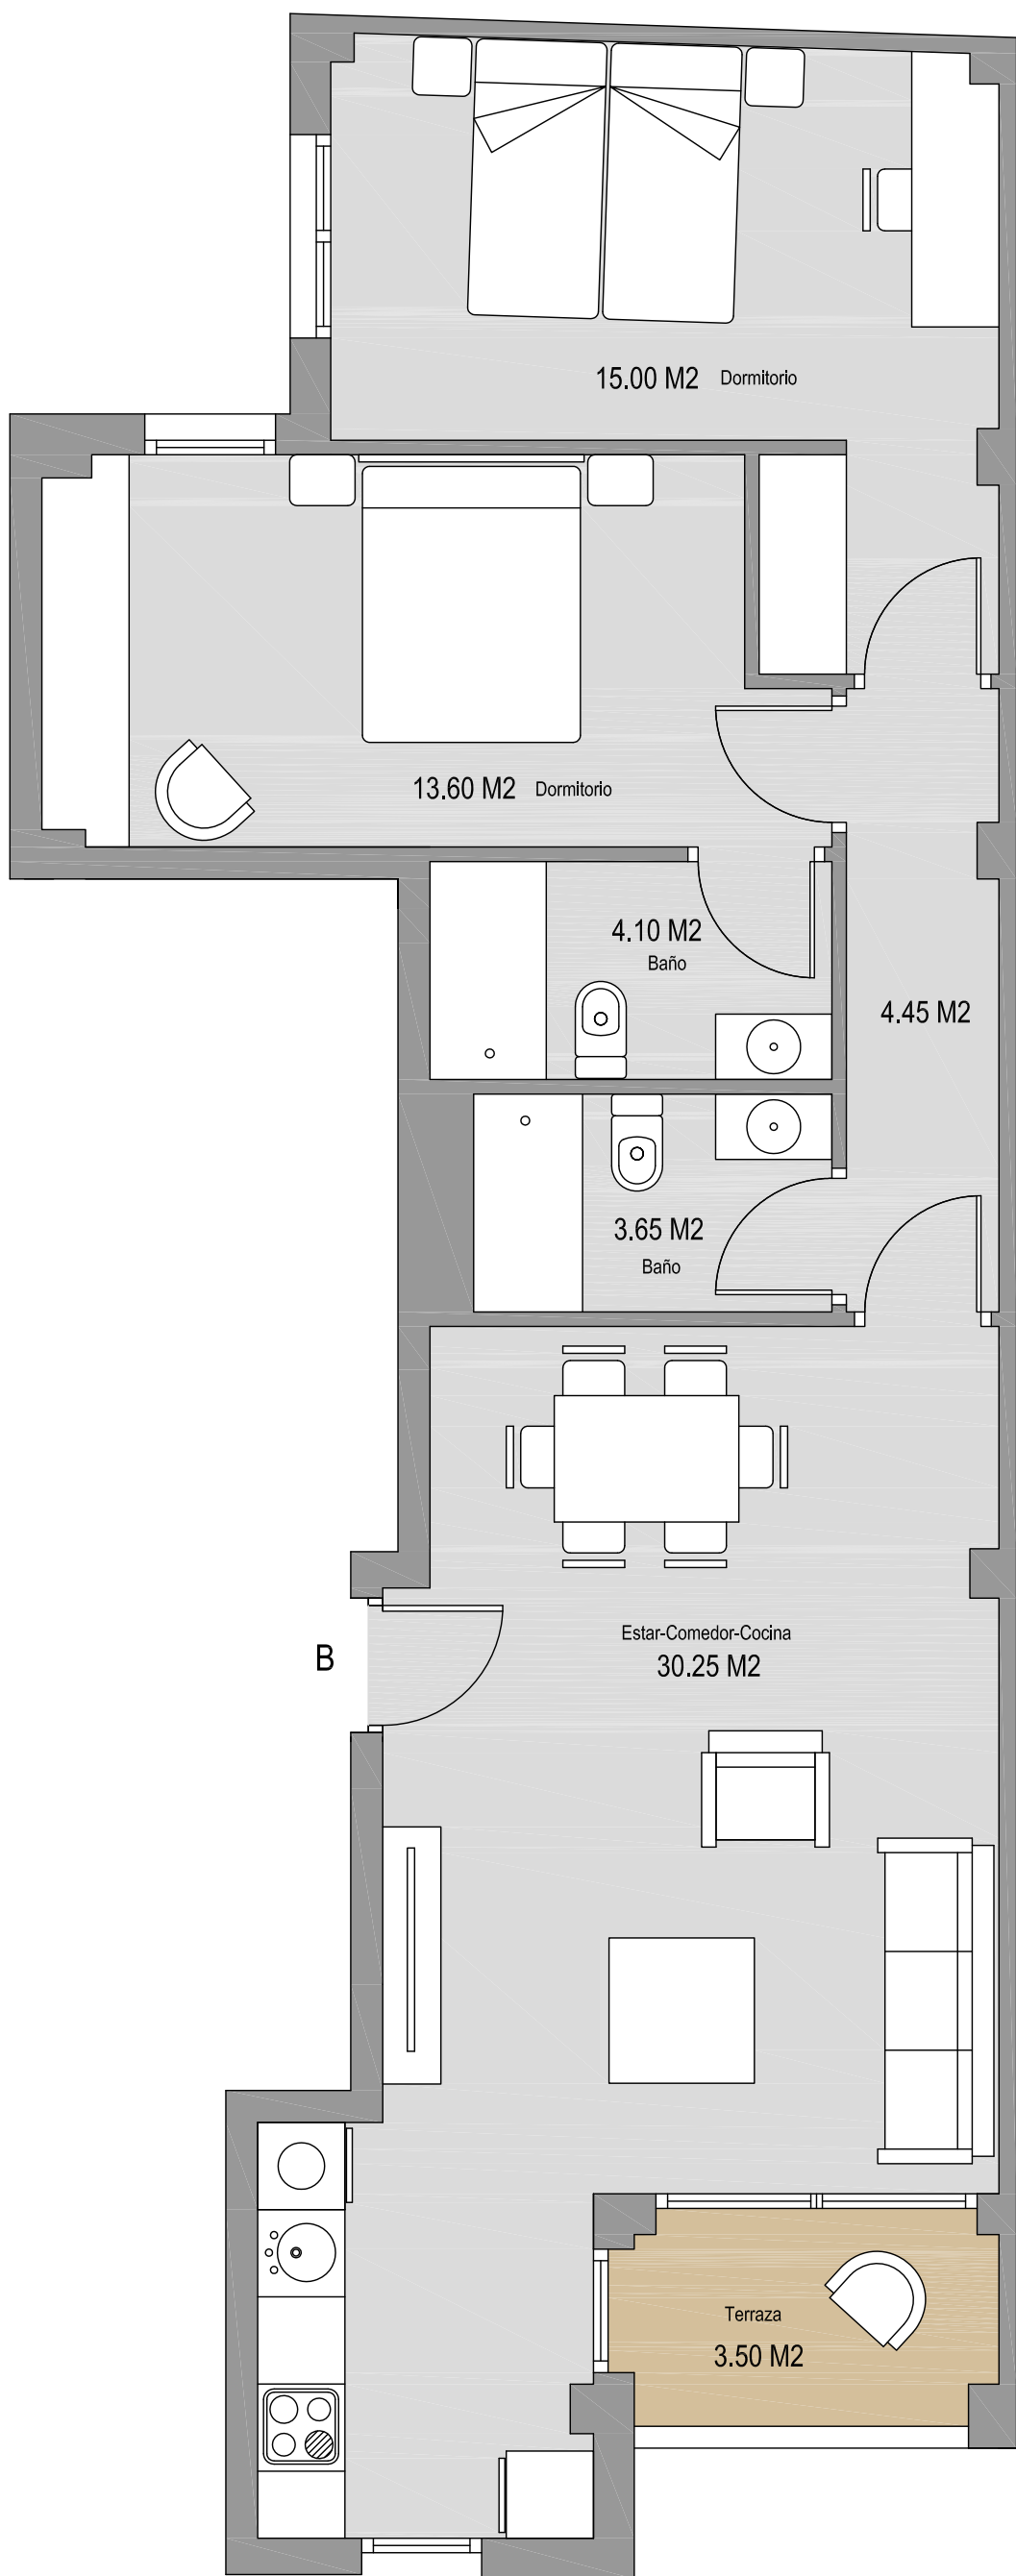 15.00 M2 Dormitorio
13.60 M2 Dormitorio
4.10 M2
Baño
4.45 M2
3.65 M2
Baño
Estar-Comedor-Cocina
30.25 M2
B
Terraza
3.50 M2